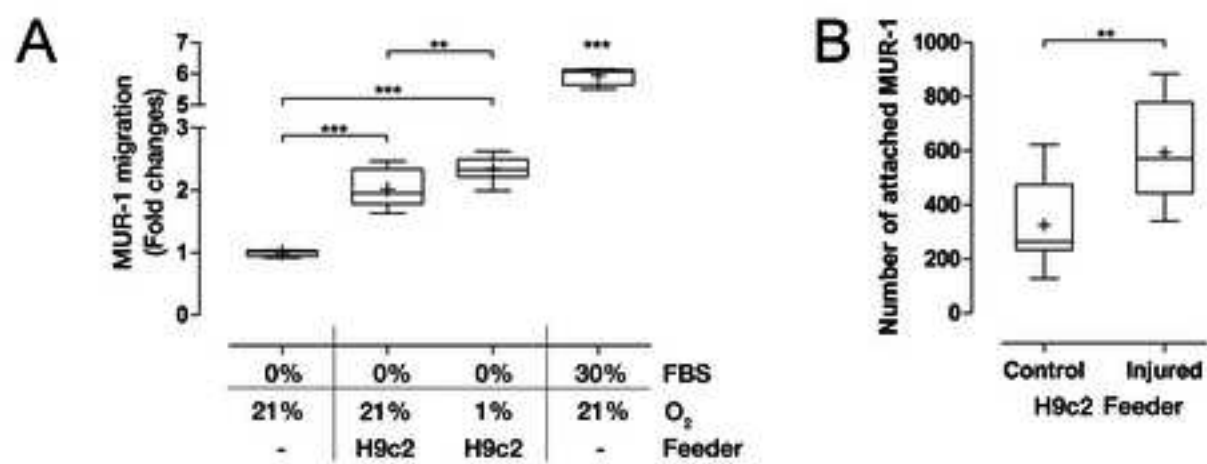 A
MUR-1 migration
(Fold changes)
7
6
5
3
2
1
0
**
***
***
***
0% 0% 0% 30% FBS
21% 21% 1% 21% O₂
- H9c2 H9c2 - Feeder
B
Number of attached MUR-1
1000
800
600
400
200
0
**
Control Injured
H9c2 Feeder